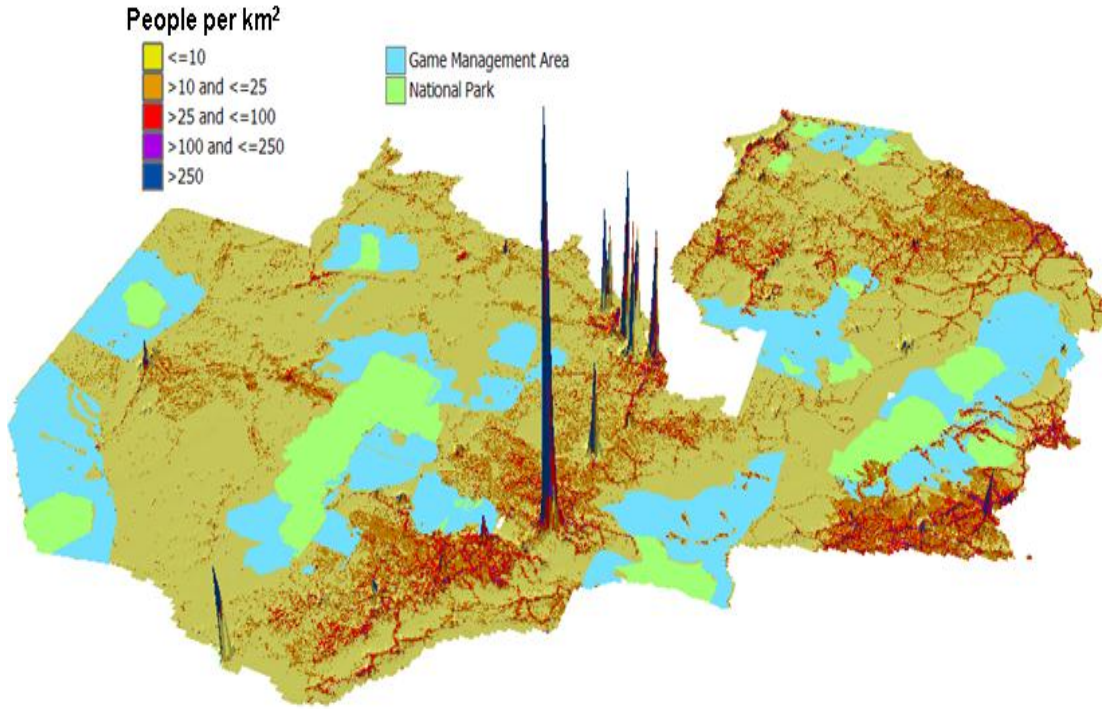 People per km²
<=10
>10 and <=25
>25 and <=100
>100 and <=250
>250
Game Management Area
National Park